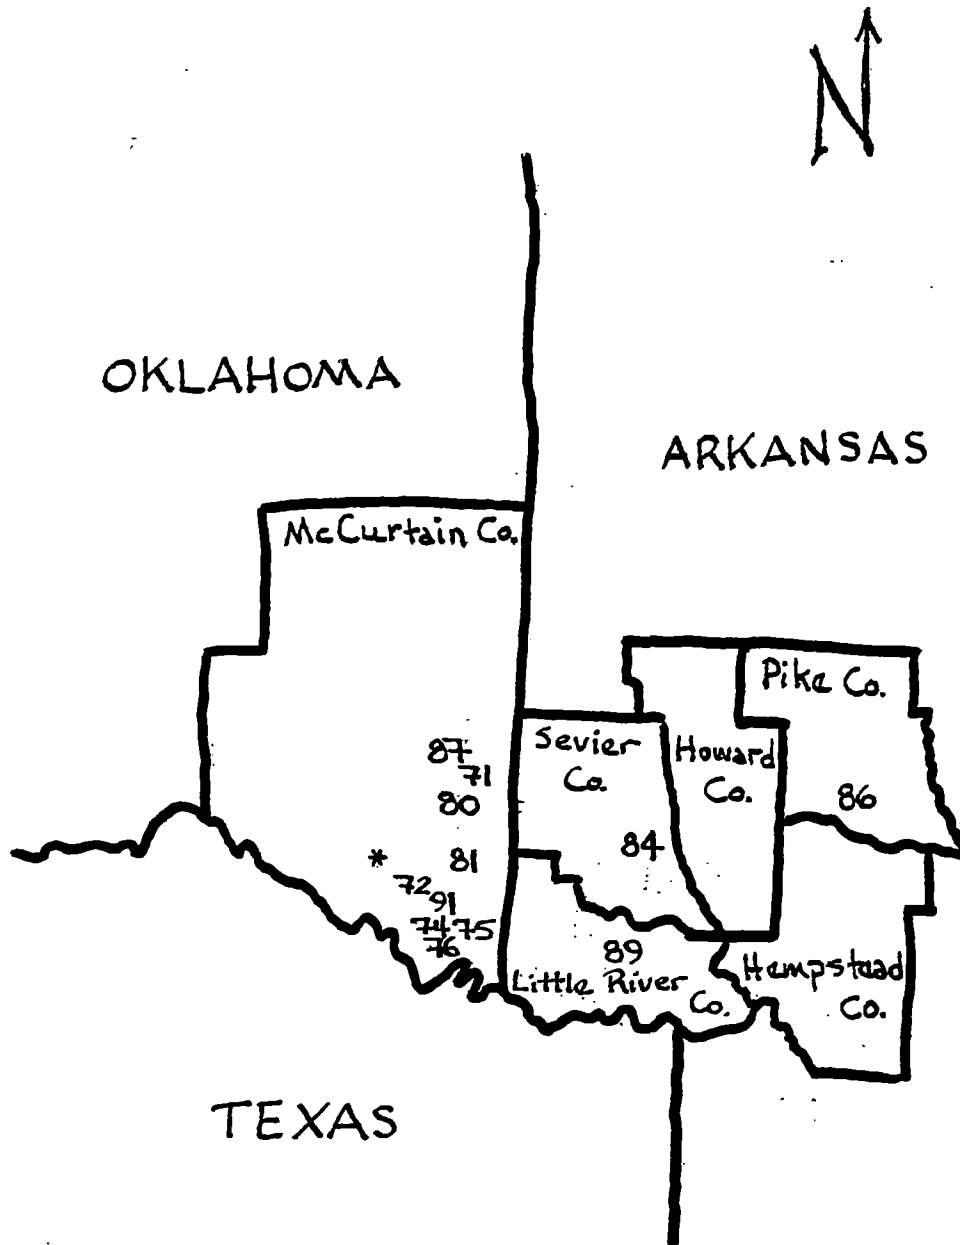 N
OKLAHOMA
ARKANSAS
McCurtain Co.
Pike Co.
Sevier
Co.
Howard
Co.
87
71
80
86
84
*
81
72
91
74 75
76
89
Little River
Co.
Hempstead
Co.
TEXAS